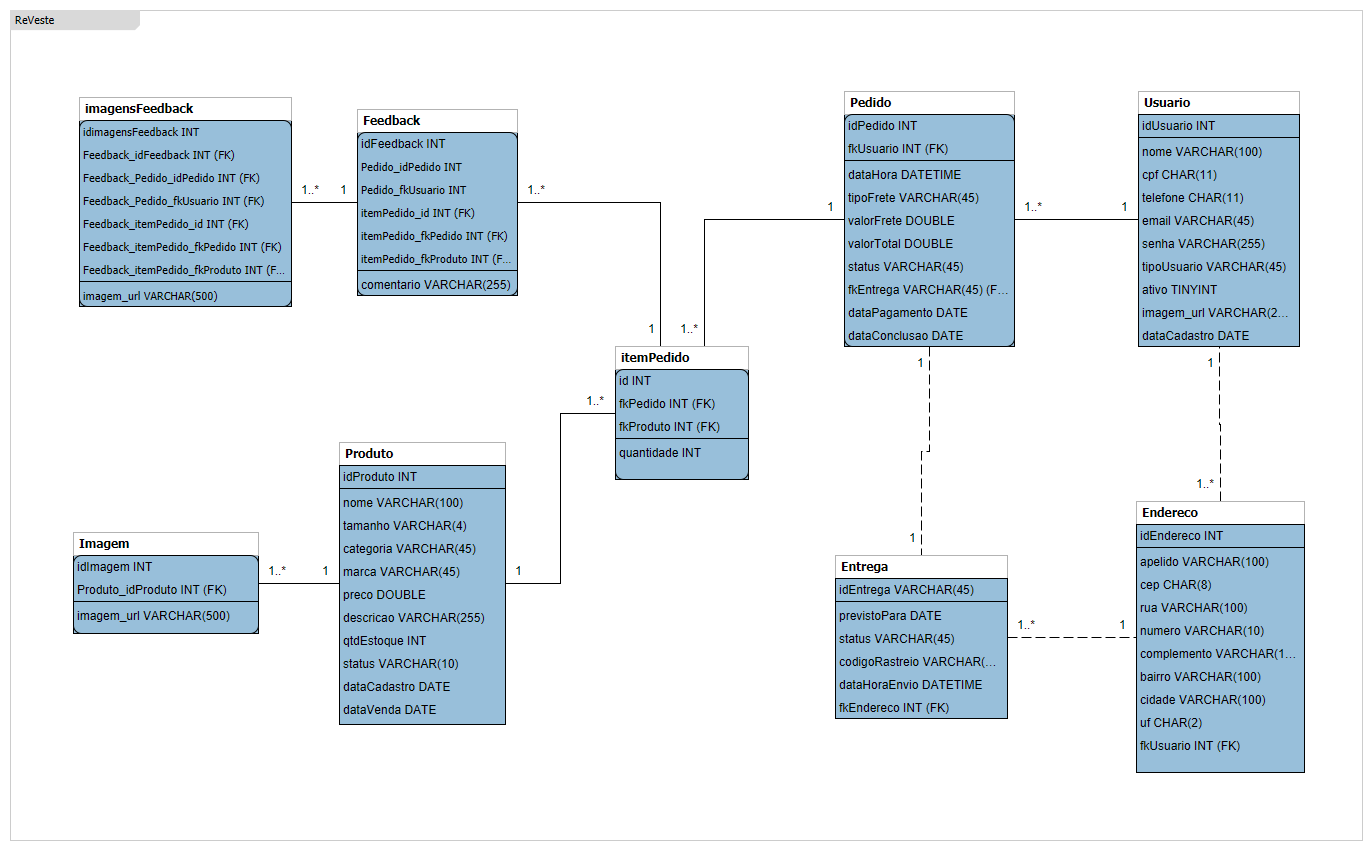 ReVeste
imagensFeedback
idimagensFeedback INT
Feedback_idFeedback INT (FK)
Feedback_Pedido_idPedido INT (FK)
Feedback_Pedido_fkUsuario INT (FK)
Feedback_itemPedido_id INT (FK)
Feedback_itemPedido_fkPedido INT (FK)
Feedback_itemPedido_fkProduto INT (F...
imagem_url VARCHAR(500)
1..*
1
Feedback
idFeedback INT
Pedido_idPedido INT
Pedido_fkUsuario INT
itemPedido_id INT (FK)
itemPedido_fkPedido INT (FK)
itemPedido_fkProduto INT (F...
comentario VARCHAR(255)
1..*
1
1..*
1
Pedido
idPedido INT
fkUsuario INT (FK)
dataHora DATETIME
tipoFrete VARCHAR(45)
valorFrete DOUBLE
valorTotal DOUBLE
status VARCHAR(45)
fkEntrega VARCHAR(45) (F...
dataPagamento DATE
dataConclusao DATE
1..*
1
Usuario
idUsuario INT
nome VARCHAR(100)
cpf CHAR(11)
telefone CHAR(11)
email VARCHAR(45)
senha VARCHAR(255)
tipoUsuario VARCHAR(45)
ativo TINYINT
imagem_url VARCHAR(2...
dataCadastro DATE
itemPedido
id INT
fkPedido INT (FK)
fkProduto INT (FK)
quantidade INT
1..*
1
Produto
idProduto INT
nome VARCHAR(100)
tamanho VARCHAR(4)
categoria VARCHAR(45)
marca VARCHAR(45)
preco DOUBLE
descricao VARCHAR(255)
qtdEstoque INT
status VARCHAR(10)
dataCadastro DATE
dataVenda DATE
Imagem
idImagem INT
Produto_idProduto INT (FK)
imagem_url VARCHAR(500)
1..*
1
1
1
Entrega
idEntrega VARCHAR(45)
previstoPara DATE
status VARCHAR(45)
codigoRastreio VARCHAR(...
dataHoraEnvio DATETIME
fkEndereco INT (FK)
1..*
1
1
1..*
Endereco
idEndereco INT
apelido VARCHAR(100)
cep CHAR(8)
rua VARCHAR(100)
numero VARCHAR(10)
complemento VARCHAR(1...
bairro VARCHAR(100)
cidade VARCHAR(100)
uf CHAR(2)
fkUsuario INT (FK)